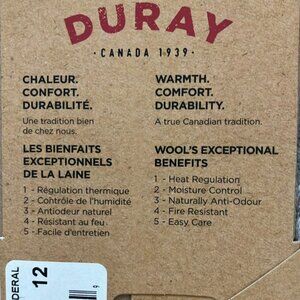 DURAY
· CANADA 1939 ·
CHALEUR.
CONFORT.
DURABILITÉ.
Une tradition bien
de chez nous.
LES BIENFAITS
EXCEPTIONNELS
DE LA LAINE
1 - Régulation thermique
2 - Contrôle de l'humidité
3 - Antiodeur naturel
4 - Résistant au feu
5 - Facile d'entretien
WARMTH.
COMFORT.
DURABILITY.
A true Canadian tradition.
WOOL'S EXCEPTIONAL
BENEFITS
1 - Heat Regulation
2 - Moisture Control
3 - Naturally Anti-Odour
4 - Fire Resistant
5 - Easy Care
DERAL
12